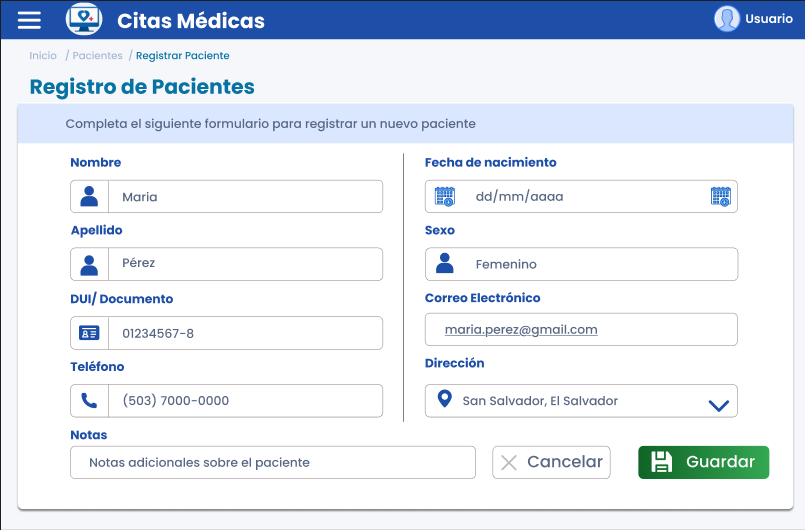 Citas Médicas
Usuario
Inicio / Pacientes / Registrar Paciente
Registro de Pacientes
Completa el siguiente formulario para registrar un nuevo paciente
Nombre
Maria
Apellido
Pérez
DUI/ Documento
01234567-8
Teléfono
(503) 7000-0000
Fecha de nacimiento
dd/mm/aaaa
Sexo
Femenino
Correo Electrónico
maria.perez@gmail.com
Dirección
San Salvador, El Salvador
Notas
Notas adicionales sobre el paciente
Cancelar
Guardar